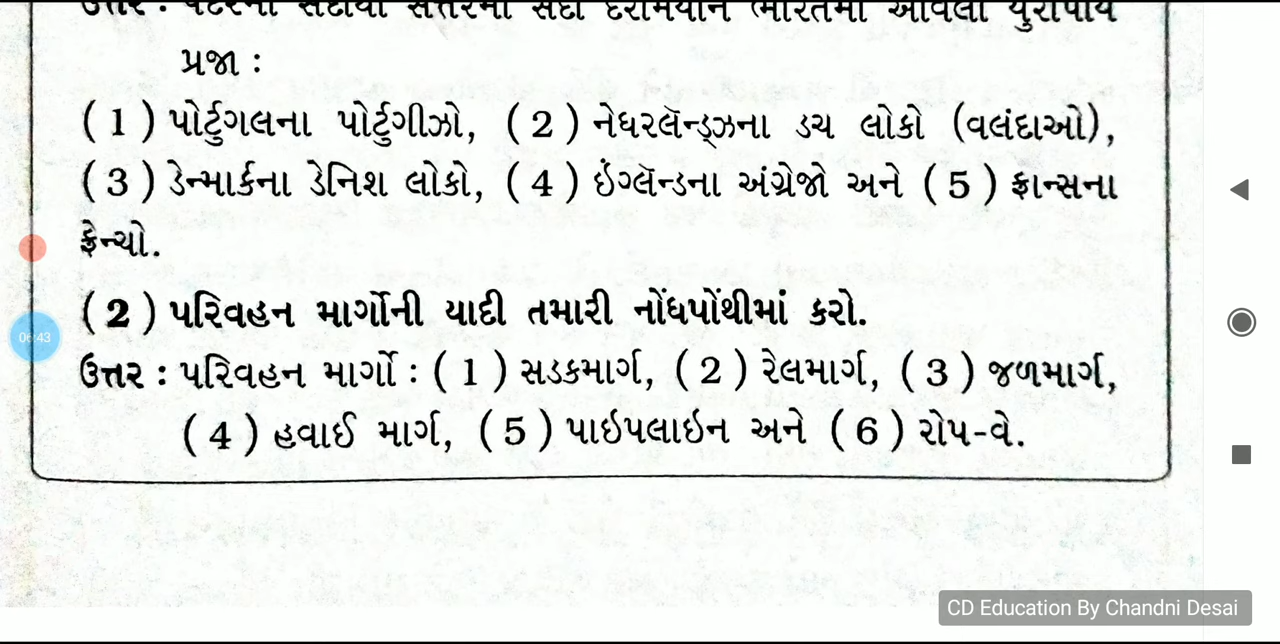 પ્રજા :
( 1 ) પોર્ટુગલના પોર્ટુગીઝો, ( 2 ) નેધરલૅન્ડ્ઝના ડચ લોકો (વલંદાઓ),
( 3 ) ડેન્માર્કના ડેનિશ લોકો, ( 4 ) ઇંગ્લૅન્ડના અંગ્રેજો અને ( 5 ) ફ્રાન્સના
ફ્રેન્ચો.
( 2 ) પરિવહન માર્ગોની યાદી તમારી નોંધપોથીમાં કરો.
06:43
ઉત્તર : પરિવહન માર્ગો : ( 1 ) સડકમાર્ગ, ( 2 ) રેલમાર્ગ, ( 3 ) જળમાર્ગ,
( 4 ) હવાઈ માર્ગ, ( 5 ) પાઇપલાઇન અને ( 6 ) રોપ-વે.
CD Education By Chandni Desai